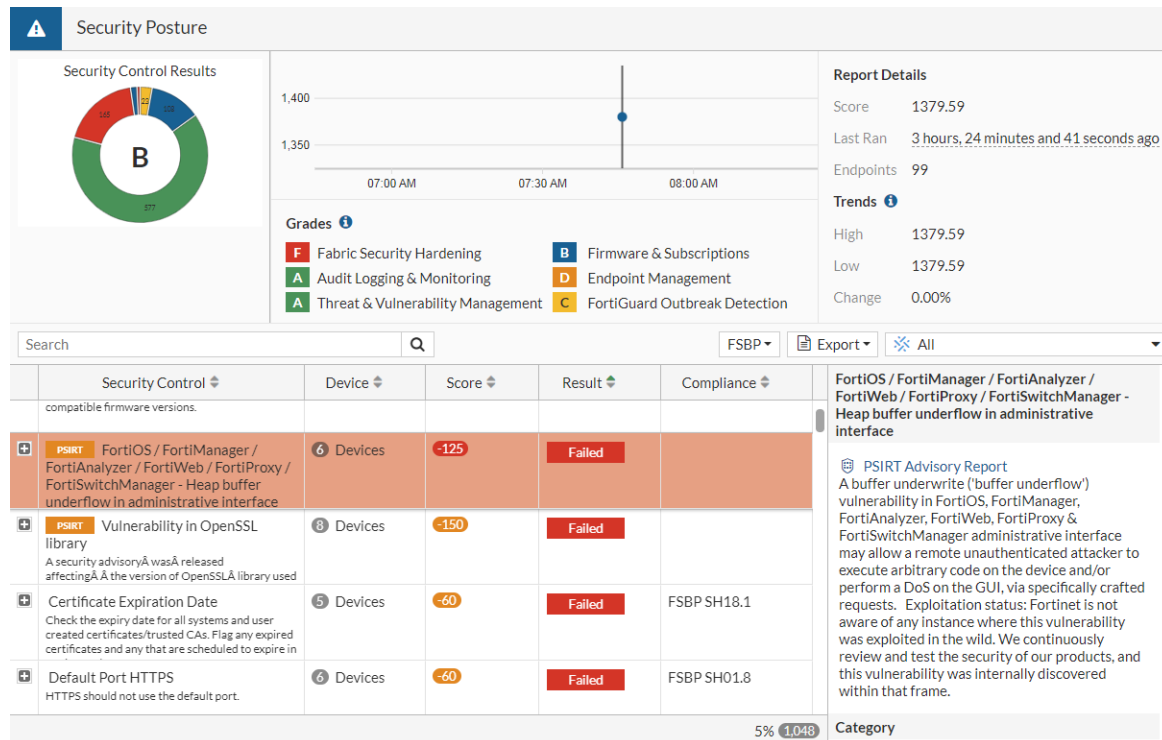 Security Posture
Security Control Results
23
165
577
B
1,400
1,350
07:00 AM
07:30 AM
08:00 AM
Grades
F Fabric Security Hardening
B Firmware & Subscriptions
A Audit Logging & Monitoring
D Endpoint Management
A Threat & Vulnerability Management
C FortiGuard Outbreak Detection
Report Details
Score 1379.59
Last Ran 3 hours, 24 minutes and 41 seconds ago
Endpoints 99
Trends
High 1379.59
Low 1379.59
Change 0.00%
Search
FSBP
Export
All
Security Control Device Score Result Compliance
compatible firmware versions.
PSIRT FortiOS / FortiManager /
FortiAnalyzer / FortiWeb / FortiProxy /
FortiSwitchManager - Heap buffer
underflow in administrative interface
6 Devices
-125
Failed
PSIRT Vulnerability in OpenSSL
library
A security advisoryÂ wasÂ released
affectingÂ Â the version of OpenSSLÂ library used
8 Devices
-150
Failed
Certificate Expiration Date
Check the expiry date for all systems and user
created certificates/trusted CAs. Flag any expired
certificates and any that are scheduled to expire in
5 Devices
-60
Failed
FSBP SH18.1
Default Port HTTPS
HTTPS should not use the default port.
6 Devices
-60
Failed
FSBP SH01.8
5% 1,048
FortiOS / FortiManager / FortiAnalyzer /
FortiWeb / FortiProxy / FortiSwitchManager -
Heap buffer underflow in administrative
interface
PSIRT Advisory Report
A buffer underwrite ('buffer underflow')
vulnerability in FortiOS, FortiManager,
FortiAnalyzer, FortiWeb, FortiProxy &
FortiSwitchManager administrative interface
may allow a remote unauthenticated attacker to
execute arbitrary code on the device and/or
perform a DoS on the GUI, via specifically crafted
requests. Exploitation status: Fortinet is not
aware of any instance where this vulnerability
was exploited in the wild. We continuously
review and test the security of our products, and
this vulnerability was internally discovered
within that frame.
Category